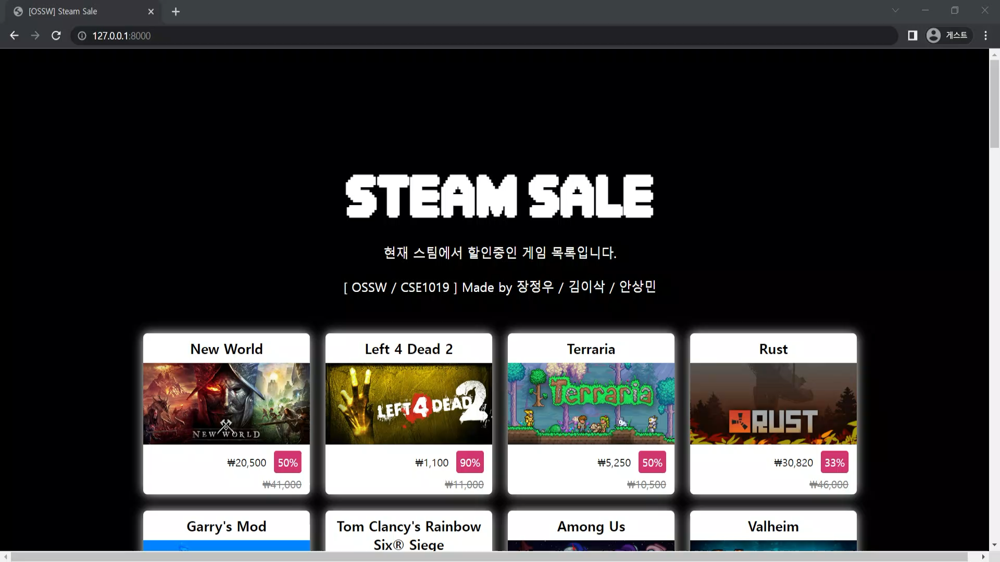 [OSSW] Steam Sale
127.0.0.1:8000
게스트
STEAM SALE
현재 스팀에서 할인중인 게임 목록입니다.
[ OSSW / CSE1019 ] Made by 장정우 / 김이삭 / 안상민
New World
NEW WORLD
₩20,500 50%
₩41,000
Left 4 Dead 2
LEFT 4 DEAD 2
₩1,100 90%
₩11,000
Terraria
Terraria
₩5,250 50%
₩10,500
Rust
RUST
₩30,820 33%
₩46,000
Garry's Mod
Tom Clancy's Rainbow
Six® Siege
Among Us
Valheim